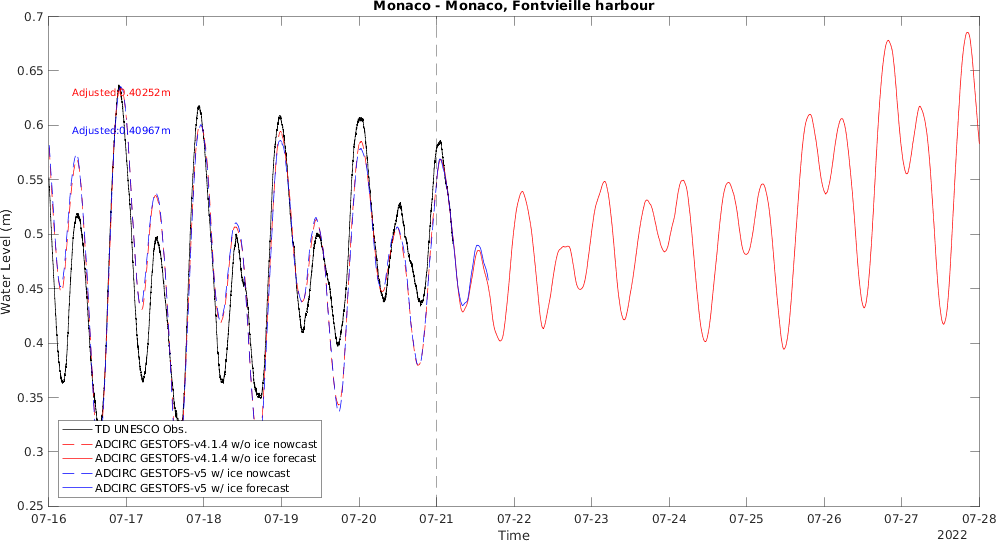 Monaco - Monaco, Fontvieille harbour
0.7
0.65
0.6
0.55
0.5
0.45
0.4
0.35
0.3
0.25
Water Level (m)
Adjusted:0.40252m
Adjusted:0.40967m
TD UNESCO Obs.
ADCIRC GESTOFS-v4.1.4 w/o ice nowcast
ADCIRC GESTOFS-v4.1.4 w/o ice forecast
ADCIRC GESTOFS-v5 w/ ice nowcast
ADCIRC GESTOFS-v5 w/ ice forecast
07-16 07-17 07-18 07-19 07-20 07-21 07-22 07-23 07-24 07-25 07-26 07-27 07-28
Time
2022